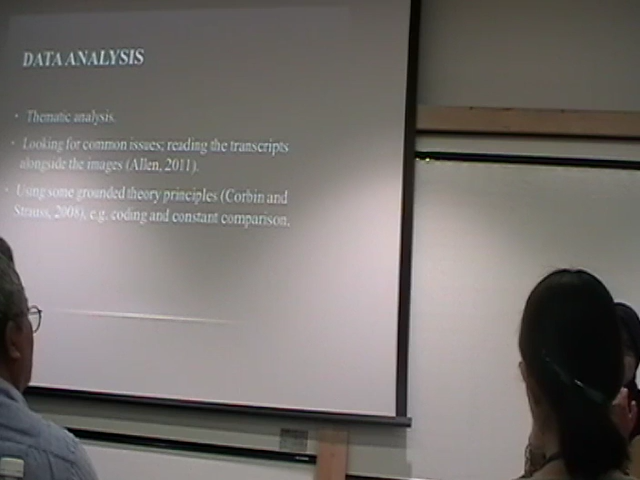 DATA ANALYSIS
• Thematic analysis.
• Looking for common issues; reading the transcripts
alongside the images (Allen, 2011).
• Using some grounded theory principles (Corbin and
Strauss, 2008), e.g. coding and constant comparison.